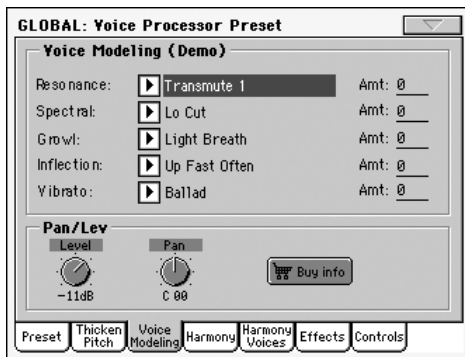 GLOBAL: Voice Processor Preset
Voice Modeling (Demo)
Resonance: Transmute 1 Amt: 0
Spectral: Lo Cut Amt: 0
Growl: Light Breath Amt: 0
Inflection: Up Fast Often Amt: 0
Vibrato: Ballad Amt: 0
Pan/Lev
Level Pan
Buy info
-11dB C 00
Preset Thicken Pitch Voice Modeling Harmony Harmony Voices Effects Controls